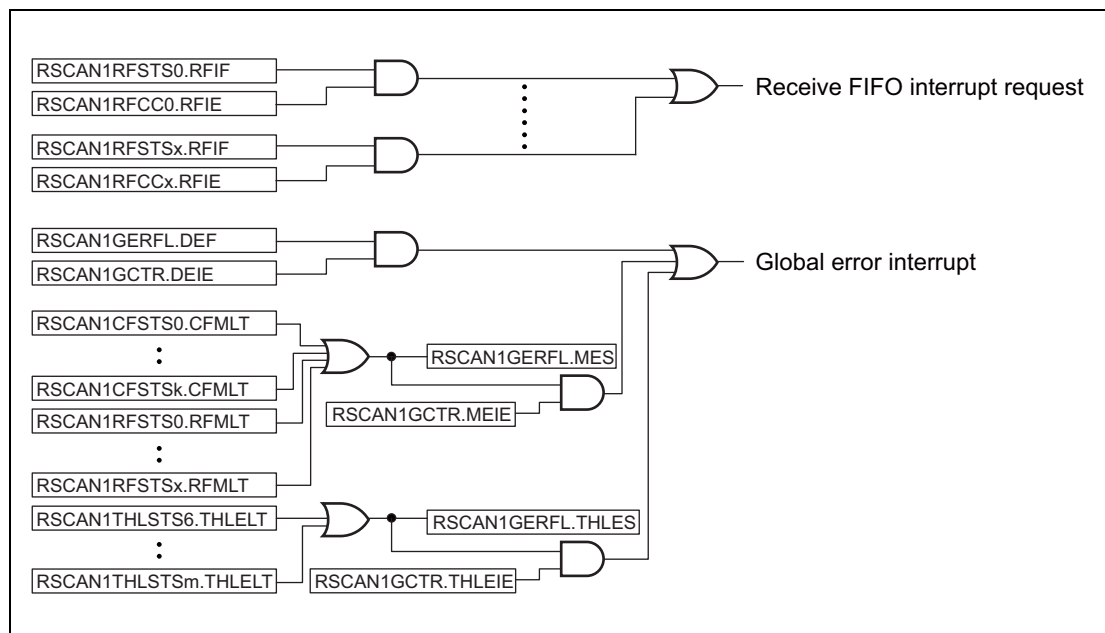 RSCAN1RFSTS0.RFIF
RSCAN1RFCC0.RFIE
Receive FIFO interrupt request
RSCAN1RFSTSx.RFIF
RSCAN1RFCCx.RFIE
RSCAN1GERFL.DEF
RSCAN1GCTR.DEIE
Global error interrupt
RSCAN1CFSTS0.CFMLT
RSCAN1GERFL.MES
RSCAN1CFSTSk.CFMLT
RSCAN1GCTR.MEIE
RSCAN1RFSTS0.RFMLT
RSCAN1RFSTSx.RFMLT
RSCAN1THLSTS6.THLELT
RSCAN1GERFL.THLES
RSCAN1THLSTSm.THLELT
RSCAN1GCTR.THLEIE